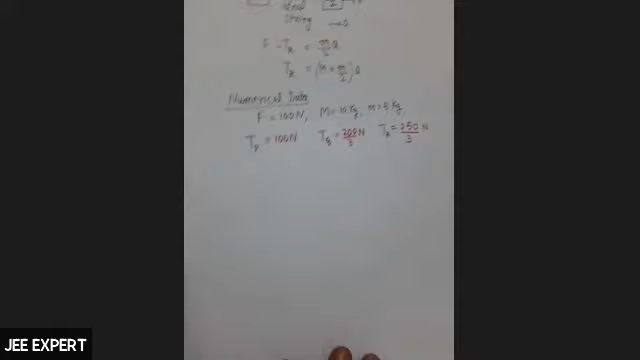 Ideal
string → a
F - T_R = m/2 a
T_R = (M + m/2) a
Numerical Data
F = 100N, M = 10 Kg, m = 5 Kg
T_P = 100N T_Q = 200/3 N T_R = 250/3 N
JEE EXPERT